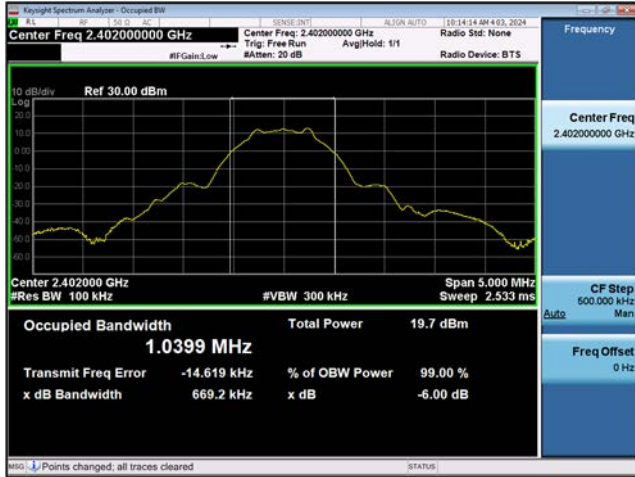 Keysight Spectrum Analyzer - Occupied BW
RL RF 50 Ω AC SENSE:INT ALIGN AUTO 10:14:14 AM 4 03, 2024
Center Freq 2.402000000 GHz Center Freq: 2.402000000 GHz Radio Std: None
Trig: Free Run Avg|Hold: 1/1
#IFGain:Low #Atten: 20 dB Radio Device: BTS
Frequency
10 dB/div Ref 30.00 dBm
Log
20.0
10.0
0.00
-10.0
-20.0
-30.0
-40.0
-50.0
-60.0
Center 2.402000 GHz Span 5.000 MHz
#Res BW 100 kHz #VBW 300 kHz Sweep 2.533 ms
Occupied Bandwidth Total Power 19.7 dBm
1.0399 MHz
Transmit Freq Error -14.619 kHz % of OBW Power 99.00 %
x dB Bandwidth 669.2 kHz x dB -6.00 dB
Center Freq
2.402000000 GHz
CF Step
500.000 kHz
Auto Man
Freq Offset
0 Hz
MSG Points changed; all traces cleared STATUS